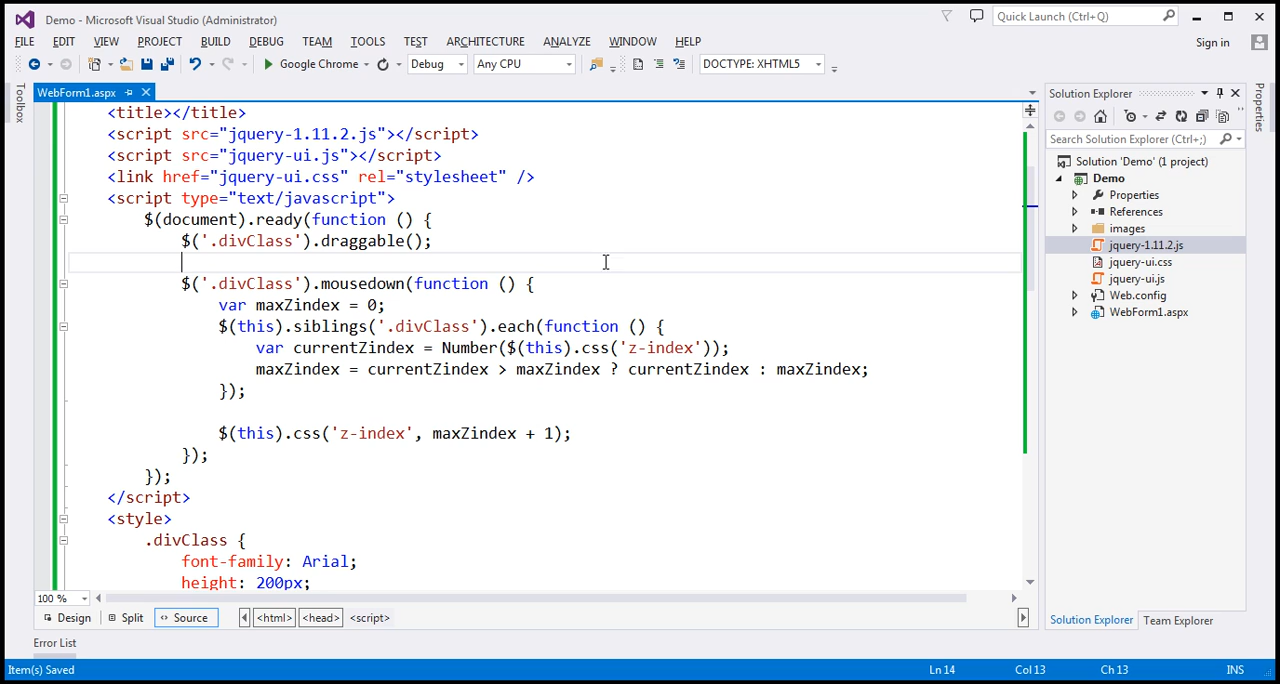 Demo - Microsoft Visual Studio (Administrator)
Quick Launch (Ctrl+Q)
FILE EDIT VIEW PROJECT BUILD DEBUG TEAM TOOLS TEST ARCHITECTURE ANALYZE WINDOW HELP
Sign in
Google Chrome Debug Any CPU DOCTYPE: XHTML5
Toolbox
WebForm1.aspx
<title></title>
<script src="jquery-1.11.2.js"></script>
<script src="jquery-ui.js"></script>
<link href="jquery-ui.css" rel="stylesheet" />
<script type="text/javascript">
$(document).ready(function () {
$('.divClass').draggable();
$('.divClass').mousedown(function () {
var maxZindex = 0;
$(this).siblings('.divClass').each(function () {
var currentZindex = Number($(this).css('z-index'));
maxZindex = currentZindex > maxZindex ? currentZindex : maxZindex;
});
$(this).css('z-index', maxZindex + 1);
});
});
</script>
<style>
.divClass {
font-family: Arial;
height: 200px;
100 %
Design Split Source <html> <head> <script>
Error List
Solution Explorer
Search Solution Explorer (Ctrl+;)
Solution 'Demo' (1 project)
Demo
Properties
References
images
jquery-1.11.2.js
jquery-ui.css
jquery-ui.js
Web.config
WebForm1.aspx
Solution Explorer Team Explorer
Properties
Item(s) Saved Ln 14 Col 13 Ch 13 INS